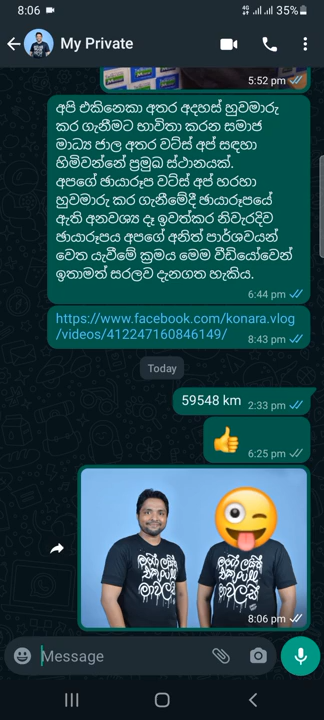 8:06
4G
35%
My Private
5:52 pm
අපි එකිනෙකා අතර අදහස් හුවමාරු
කර ගැනීමට භාවිතා කරන සමාජ
මාධ්‍ය ජාල අතර වට්ස් අප් සඳහා
හිමිවන්නේ ප්‍රමුඛ ස්ථානයක්.
අපගේ ඡායාරූප වට්ස් අප් හරහා
හුවමාරු කර ගැනීමේදී ඡායාරූපයේ
ඇති අනවශ්‍ය දෑ ඉවත්කර නිවැරදිව
ඡායාරූපය අපගේ අනිත් පාර්ශවයන්
වෙත යැවීමේ ක්‍රමය මෙම වීඩියෝවෙන්
ඉතාමත් සරලව දැනගත හැකිය.
6:44 pm
https://www.facebook.com/konara.vlog
/videos/412247160846149/
8:43 pm
Today
59548 km
2:33 pm
6:25 pm
8:06 pm
Message